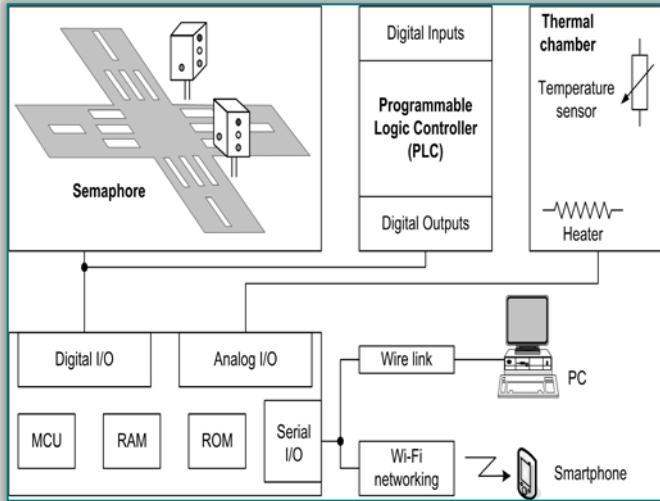 Semaphore
Digital Inputs
Programmable
Logic Controller
(PLC)
Digital Outputs
Thermal
chamber
Temperature
sensor
Heater
Digital I/O
Analog I/O
MCU
RAM
ROM
Serial
I/O
Wire link
PC
Wi-Fi
networking
Smartphone